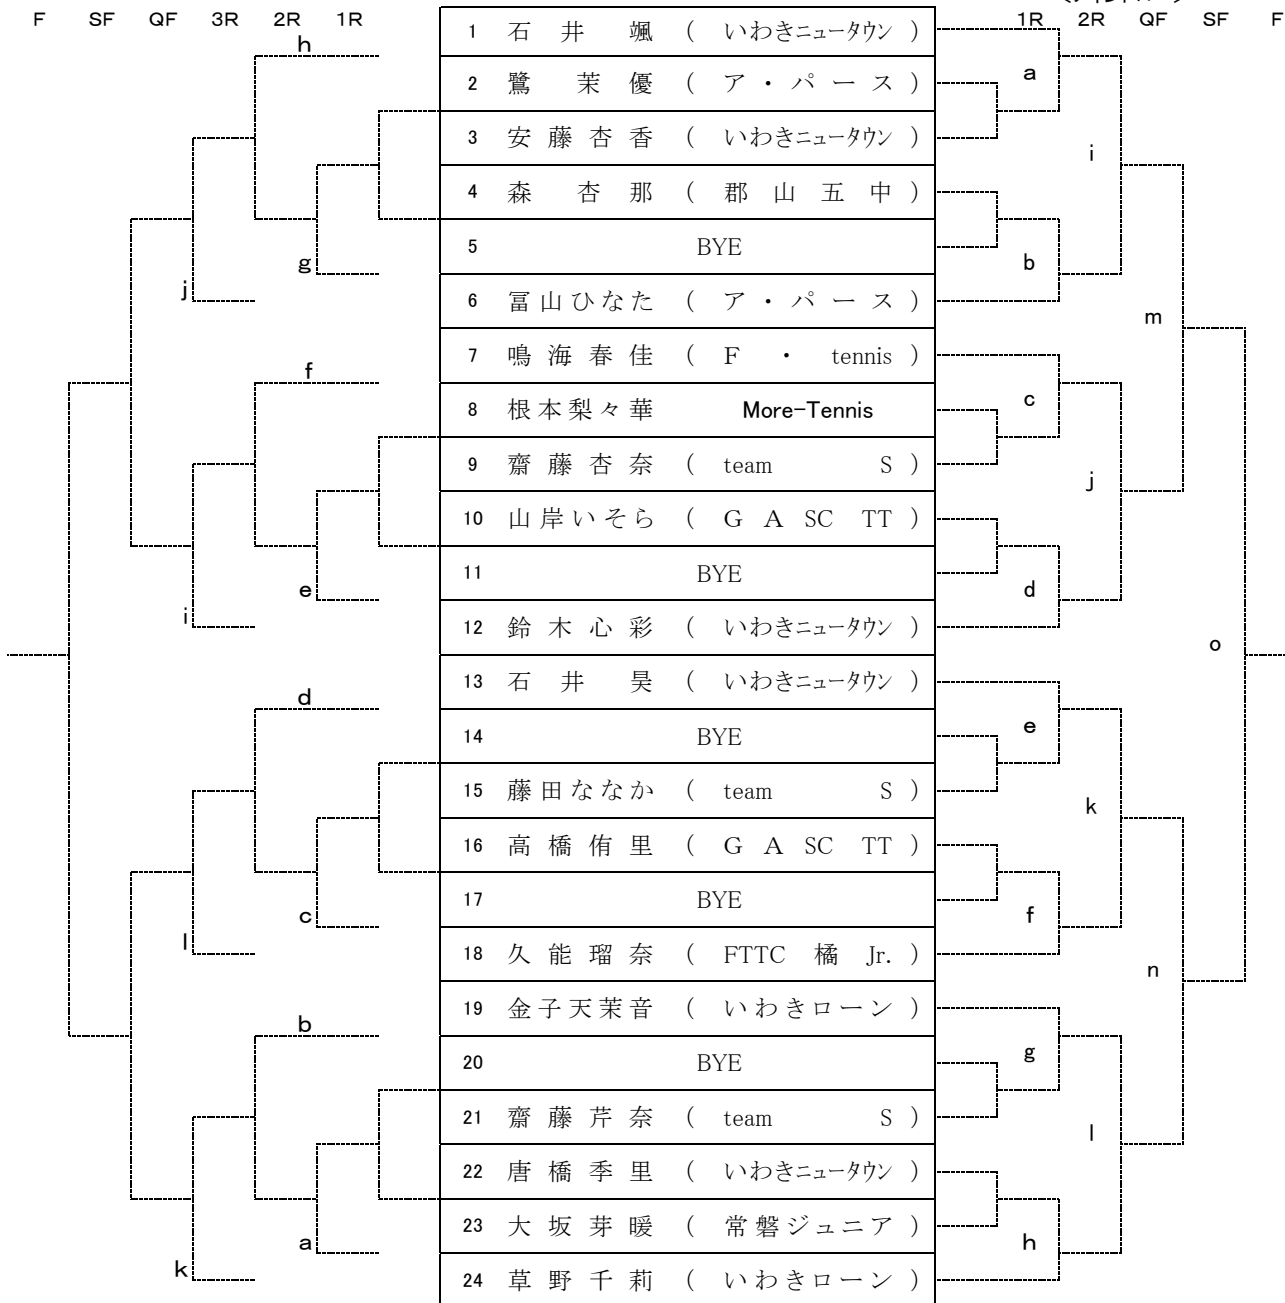 F SF QF 3R 2R 1R
1R 2R QF SF F
1 石井 颯 ( いわきニュータウン )
2 鷺 茉優 ( ア・パース )
3 安藤杏香 ( いわきニュータウン )
4 森 杏那 ( 郡山五中 )
5 BYE
6 冨山ひなた ( ア・パース )
7 鳴海春佳 ( F ・ tennis )
8 根本梨々華 More-Tennis
9 齋藤杏奈 ( team S )
10 山岸いそら ( G A SC TT )
11 BYE
12 鈴木心彩 ( いわきニュータウン )
13 石井 昊 ( いわきニュータウン )
14 BYE
15 藤田ななか ( team S )
16 高橋侑里 ( G A SC TT )
17 BYE
18 久能瑠奈 ( FTTC 橘 Jr. )
19 金子天茉音 ( いわきローン )
20 BYE
21 齋藤芹奈 ( team S )
22 唐橋季里 ( いわきニュータウン )
23 大坂芽暖 ( 常磐ジュニア )
24 草野千莉 ( いわきローン )
h
g
j
f
e
i
d
c
l
b
a
k
a
i
b
m
c
j
d
o
e
k
f
n
g
l
h